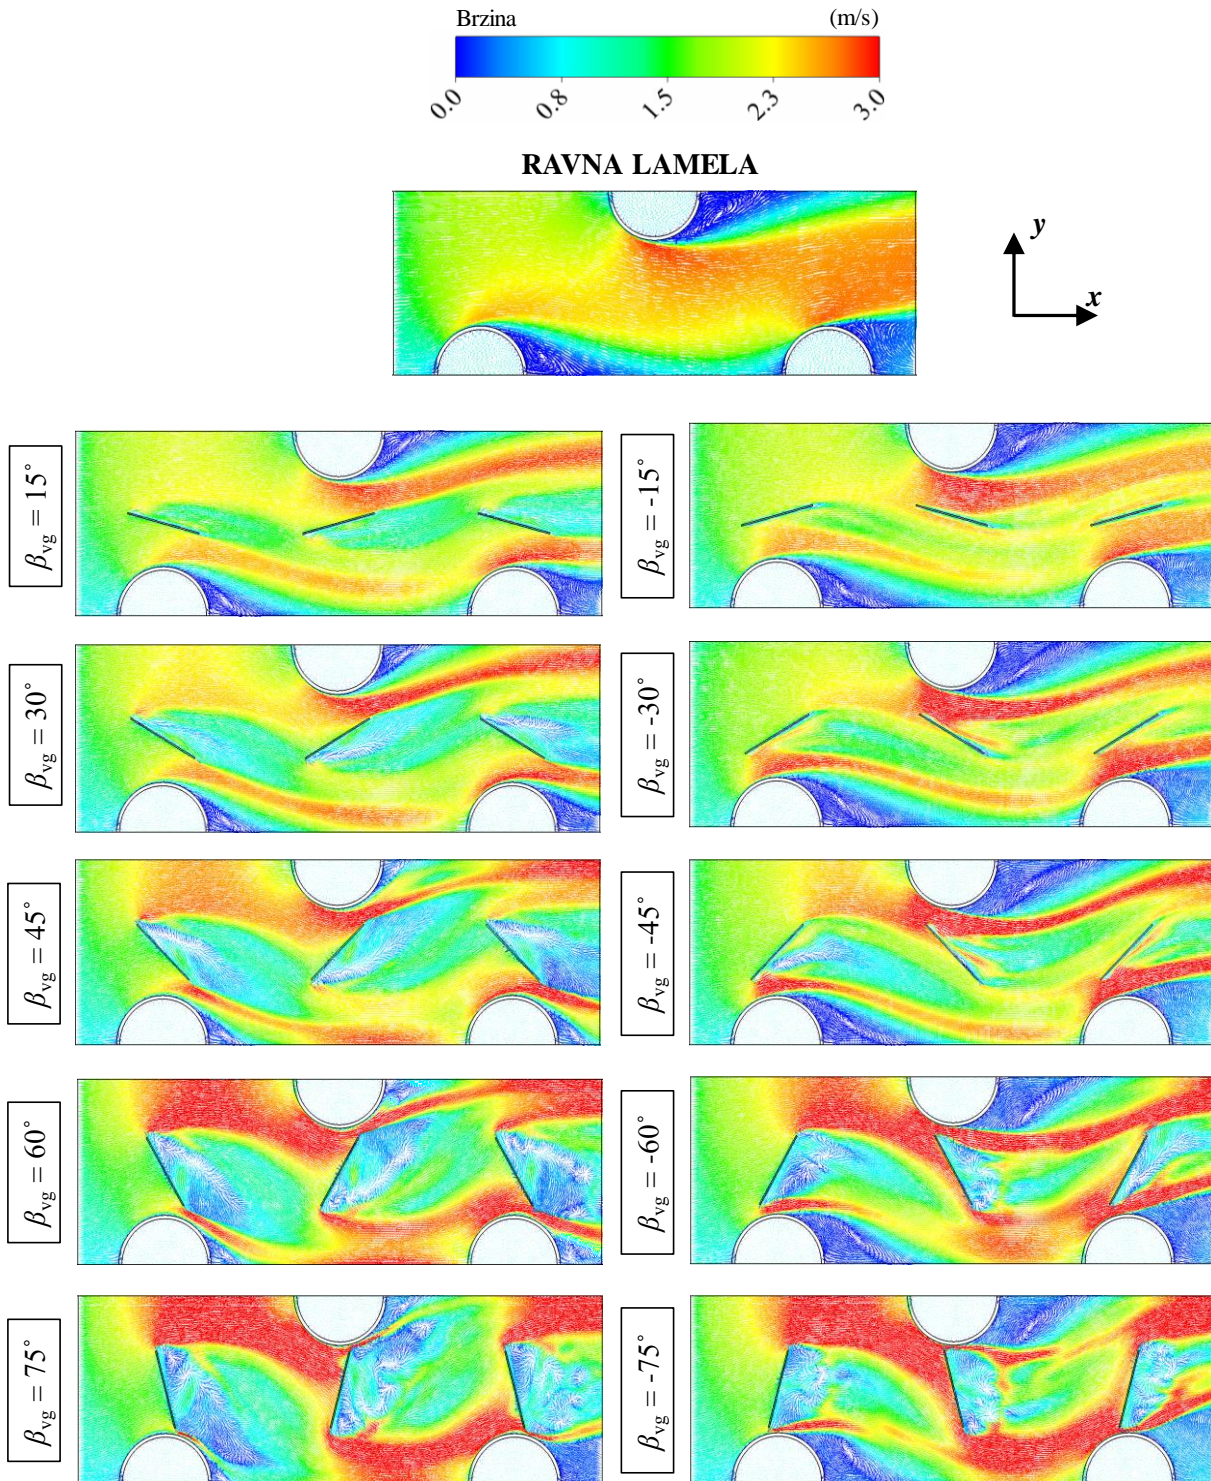 Brzina (m/s)
0.0 0.8 1.5 2.3 3.0
RAVNA LAMELA
y
x
βvg = 15°
βvg = -15°
βvg = 30°
βvg = -30°
βvg = 45°
βvg = -45°
βvg = 60°
βvg = -60°
βvg = 75°
βvg = -75°